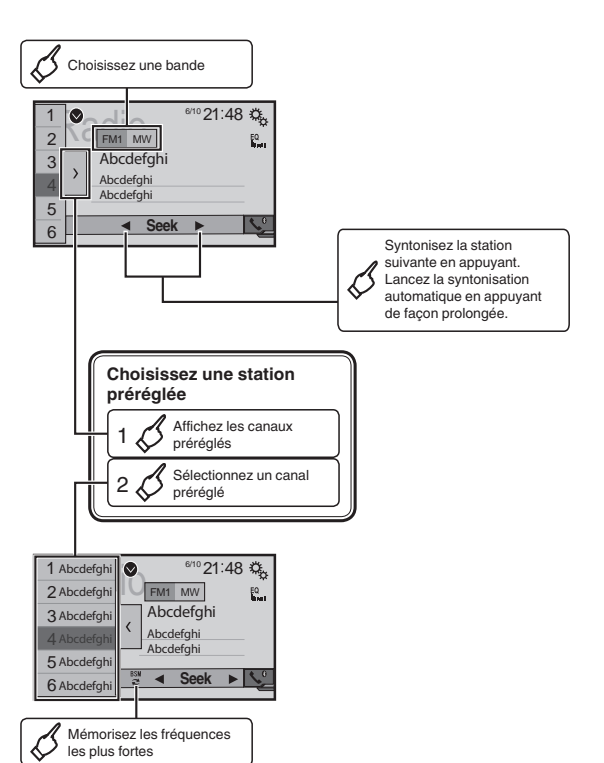 Choisissez une bande
Radio
6/10 21:48
1
2
3
4
5
6
FM1 MW
EQ
>
Abcdefghi
Abcdefghi
Abcdefghi
◄ Seek ►
Syntonisez la station
suivante en appuyant.
Lancez la syntonisation
automatique en appuyant
de façon prolongée.
Choisissez une station
préréglée
1 Affichez les canaux
préréglés
2 Sélectionnez un canal
préréglé
1 Abcdefghi
2 Abcdefghi
3 Abcdefghi
4 Abcdefghi
5 Abcdefghi
6 Abcdefghi
6/10 21:48
FM1 MW
EQ
<
Abcdefghi
Abcdefghi
Abcdefghi
BSM ◄ Seek ►
Mémorisez les fréquences
les plus fortes